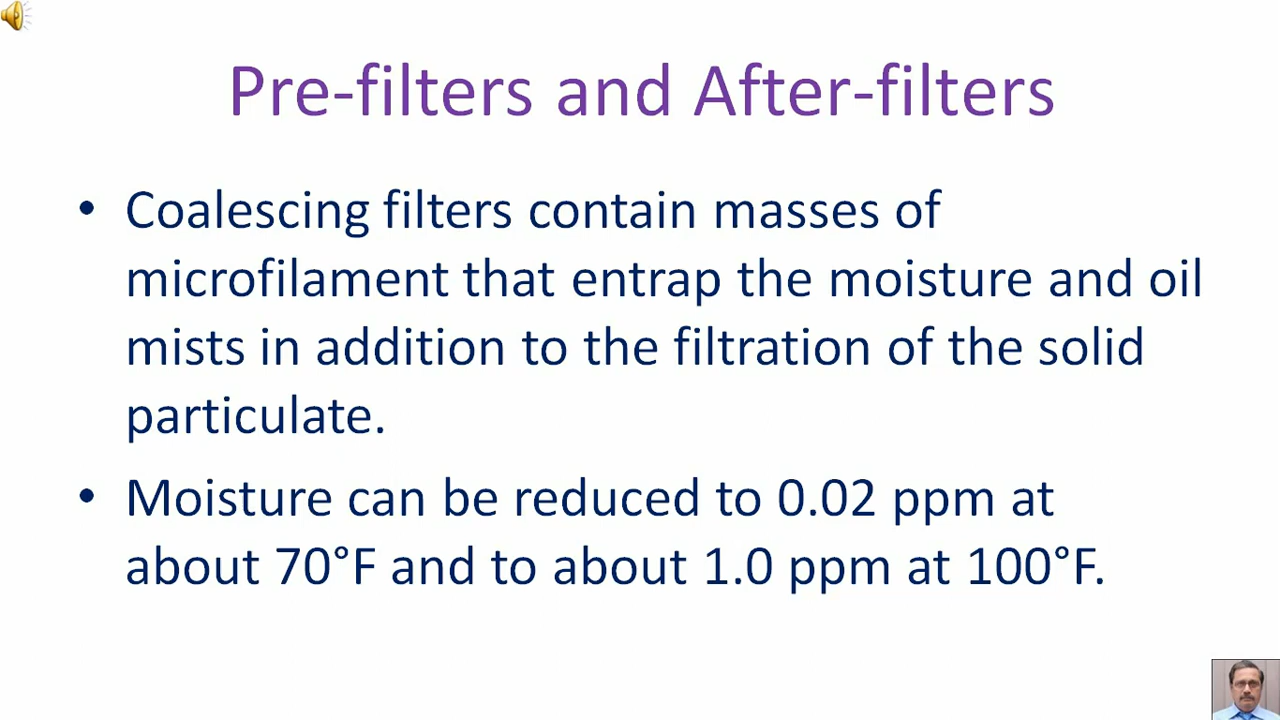 Pre-filters and After-filters
• Coalescing filters contain masses of
microfilament that entrap the moisture and oil
mists in addition to the filtration of the solid
particulate.
• Moisture can be reduced to 0.02 ppm at
about 70°F and to about 1.0 ppm at 100°F.